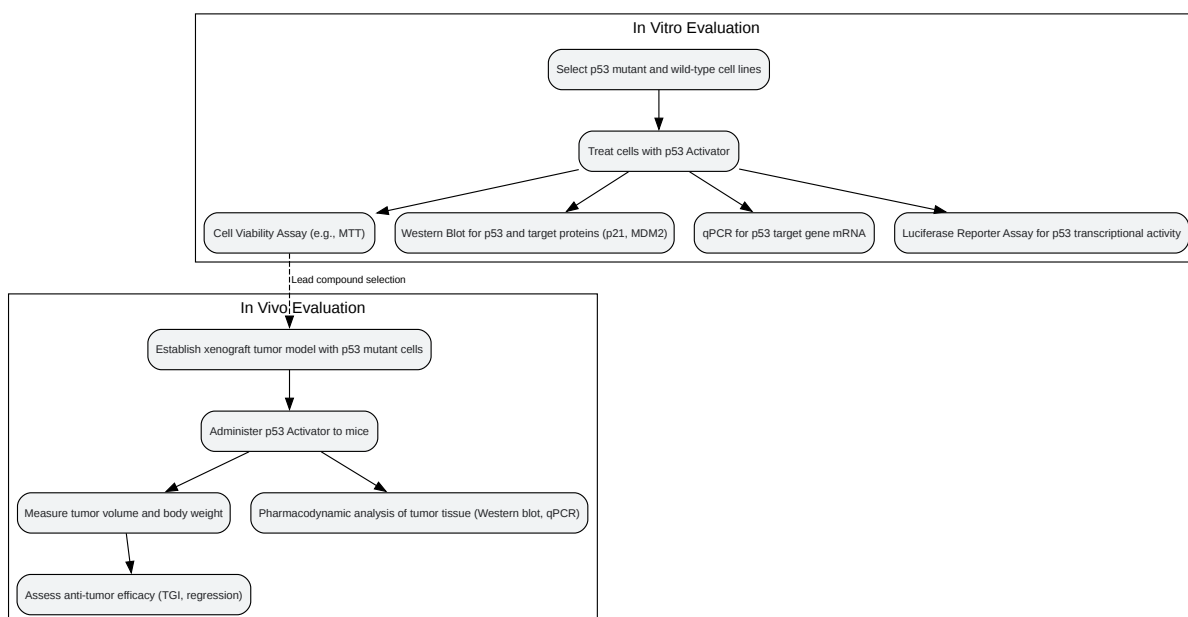 In Vitro Evaluation
Select p53 mutant and wild-type cell lines
Treat cells with p53 Activator
Cell Viability Assay (e.g., MTT)
Western Blot for p53 and target proteins (p21, MDM2)
qPCR for p53 target gene mRNA
Luciferase Reporter Assay for p53 transcriptional activity
Lead compound selection
In Vivo Evaluation
Establish xenograft tumor model with p53 mutant cells
Administer p53 Activator to mice
Measure tumor volume and body weight
Pharmacodynamic analysis of tumor tissue (Western blot, qPCR)
Assess anti-tumor efficacy (TGI, regression)